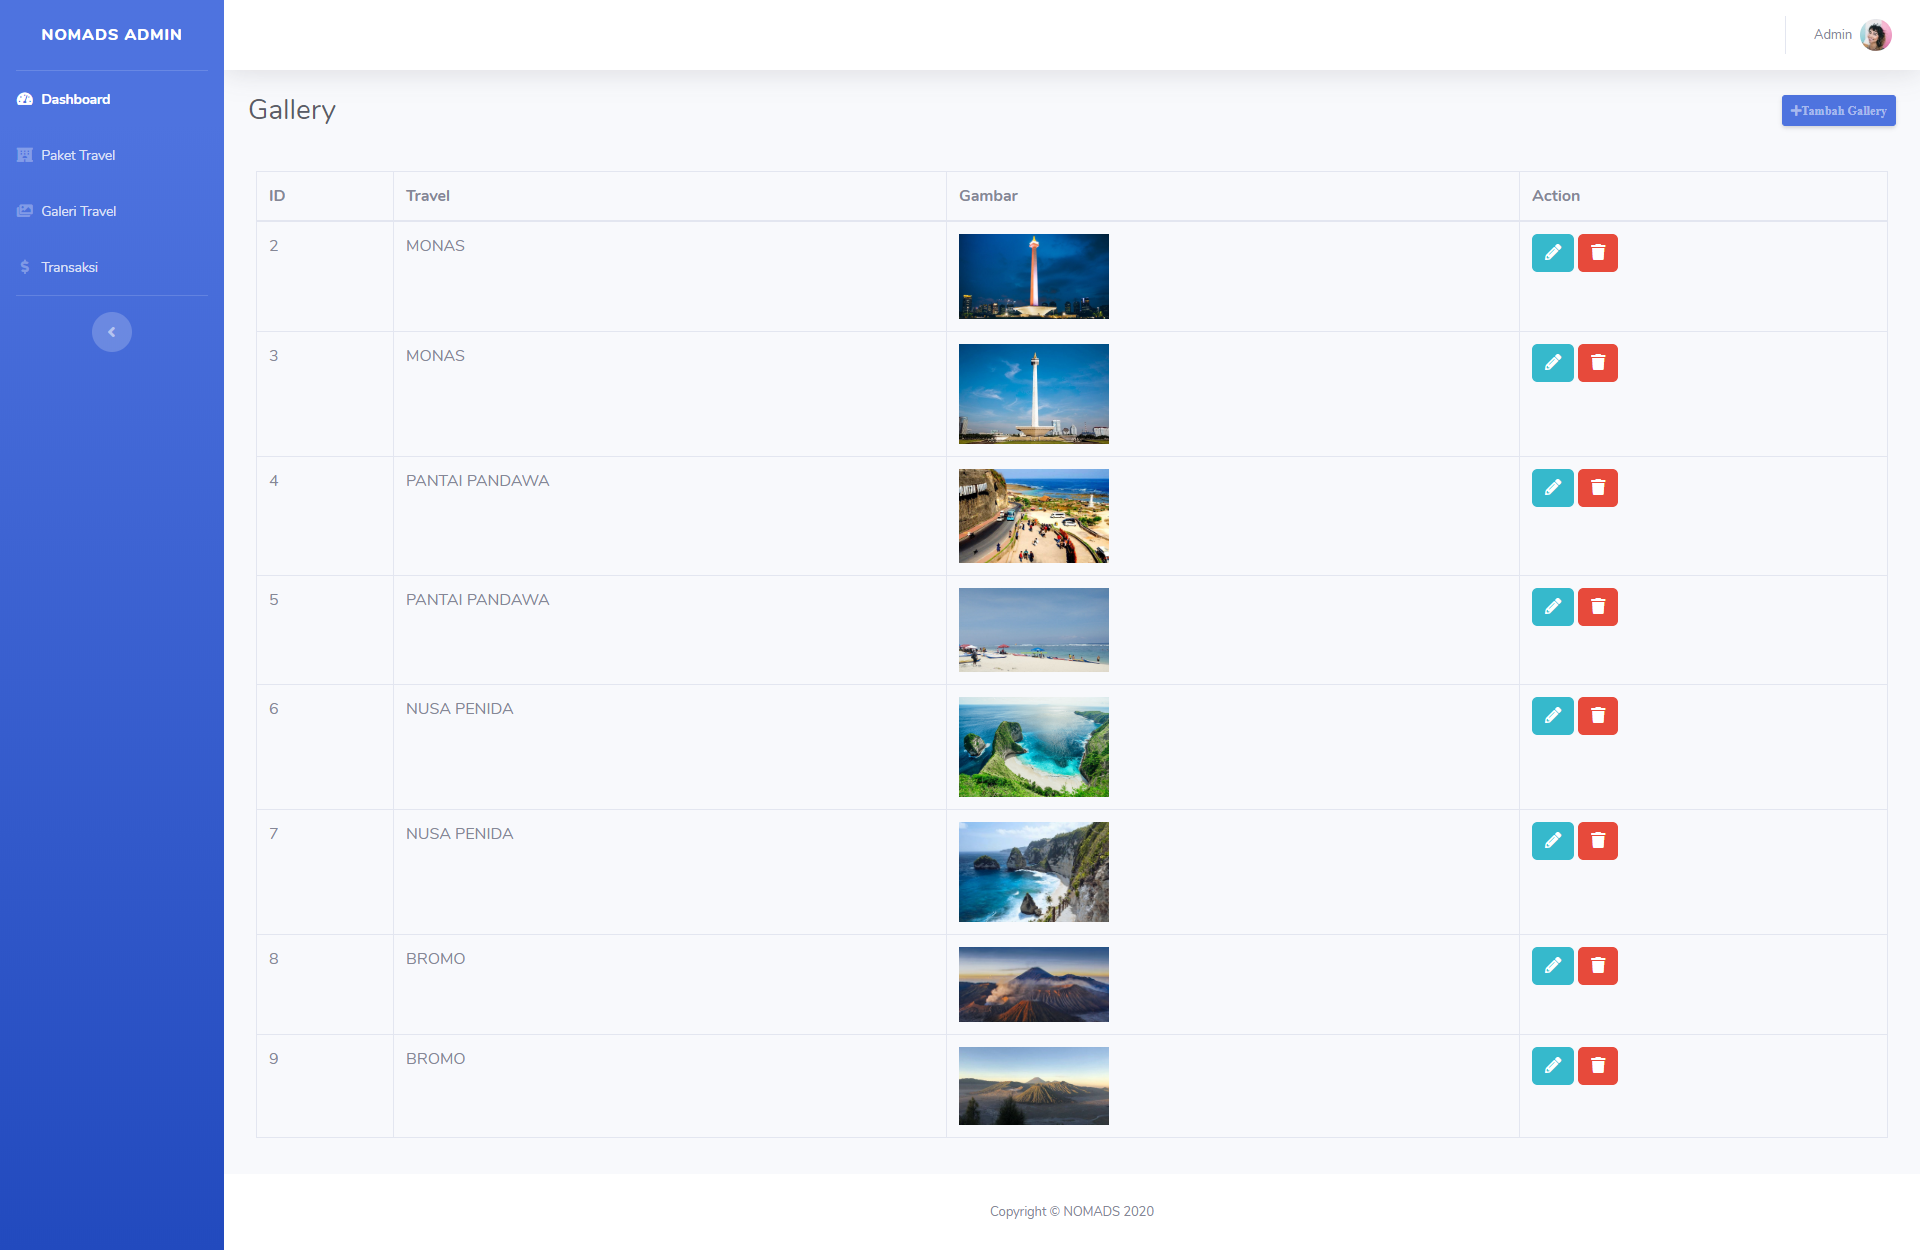 NOMADS ADMIN
Admin
Dashboard
Paket Travel
Galeri Travel
Transaksi
Gallery
Tambah Gallery
ID Travel Gambar Action
2 MONAS
3 MONAS
4 PANTAI PANDAWA
5 PANTAI PANDAWA
6 NUSA PENIDA
7 NUSA PENIDA
8 BROMO
9 BROMO
Copyright © NOMADS 2020